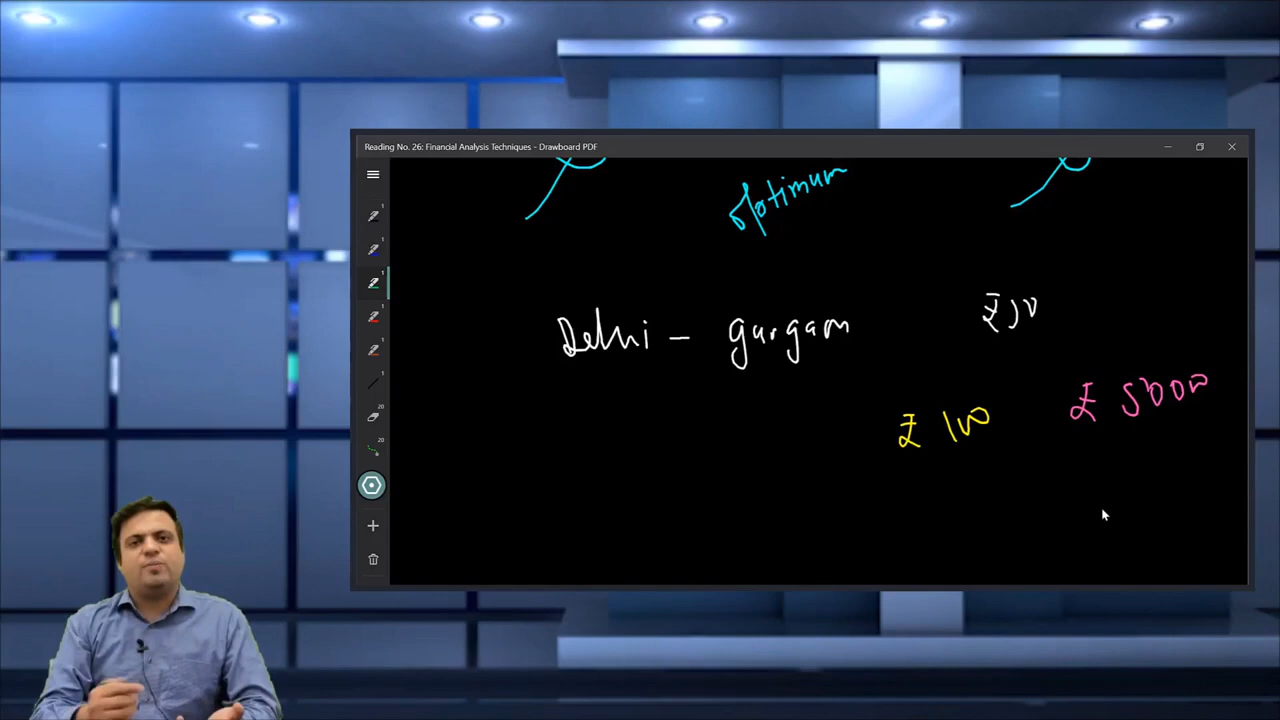 Reading No. 26: Financial Analysis Techniques - Drawboard PDF
optimum
Delhi - gurgam
₹ 100
₹ 5000